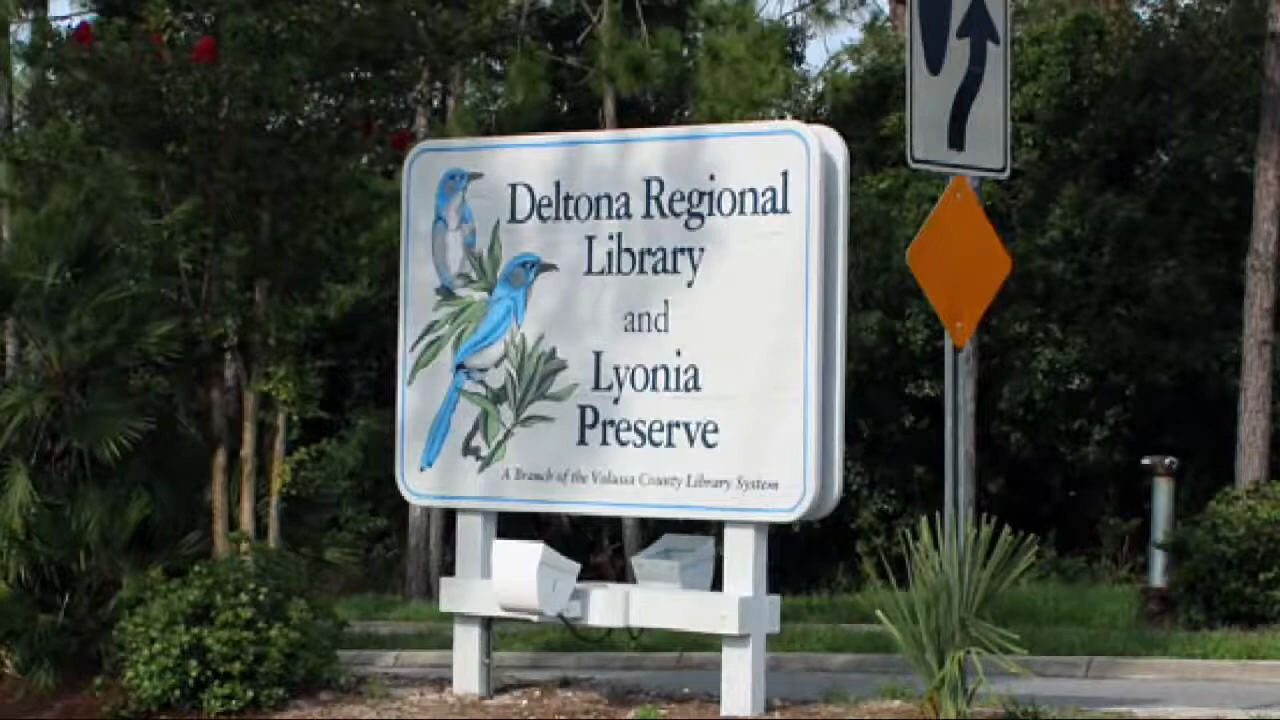 Deltona Regional
Library
and
Lyonia
Preserve
A Branch of the Volusia County Library System